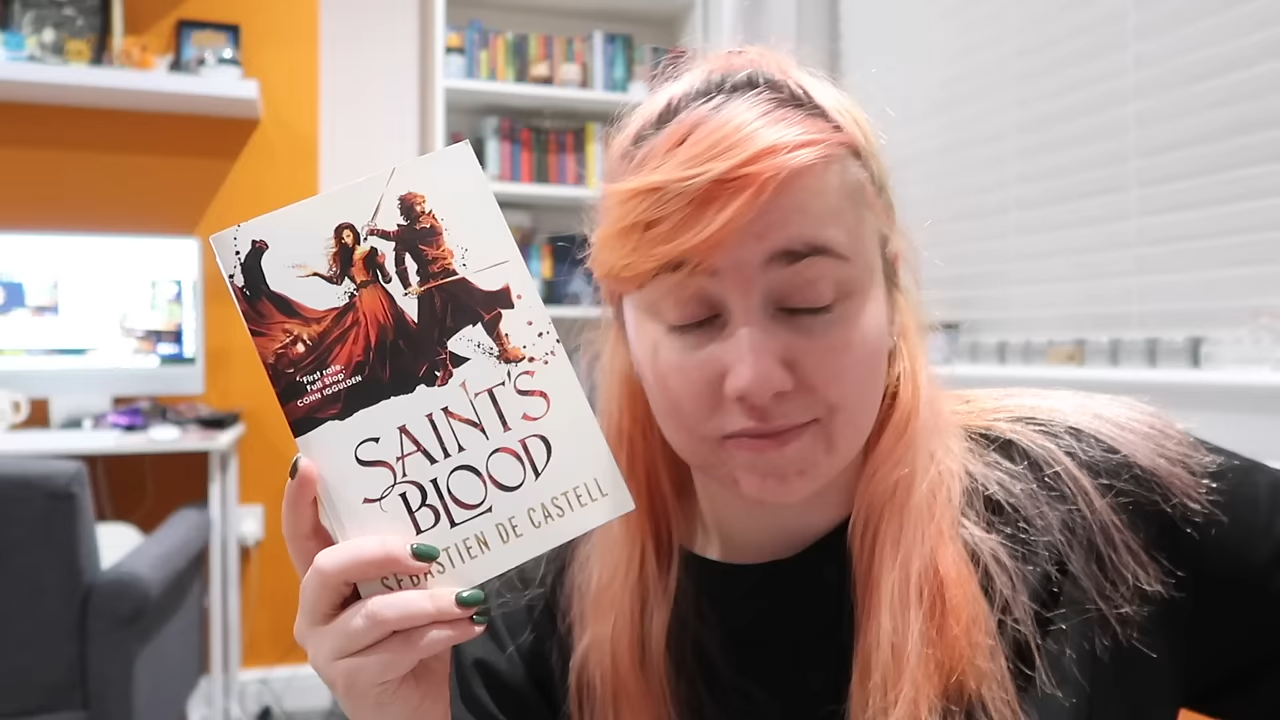 "First rate.
Full Stop'
CONN IGGULDEN
SAINT'S
BLOOD
SEBASTIEN DE CASTELL